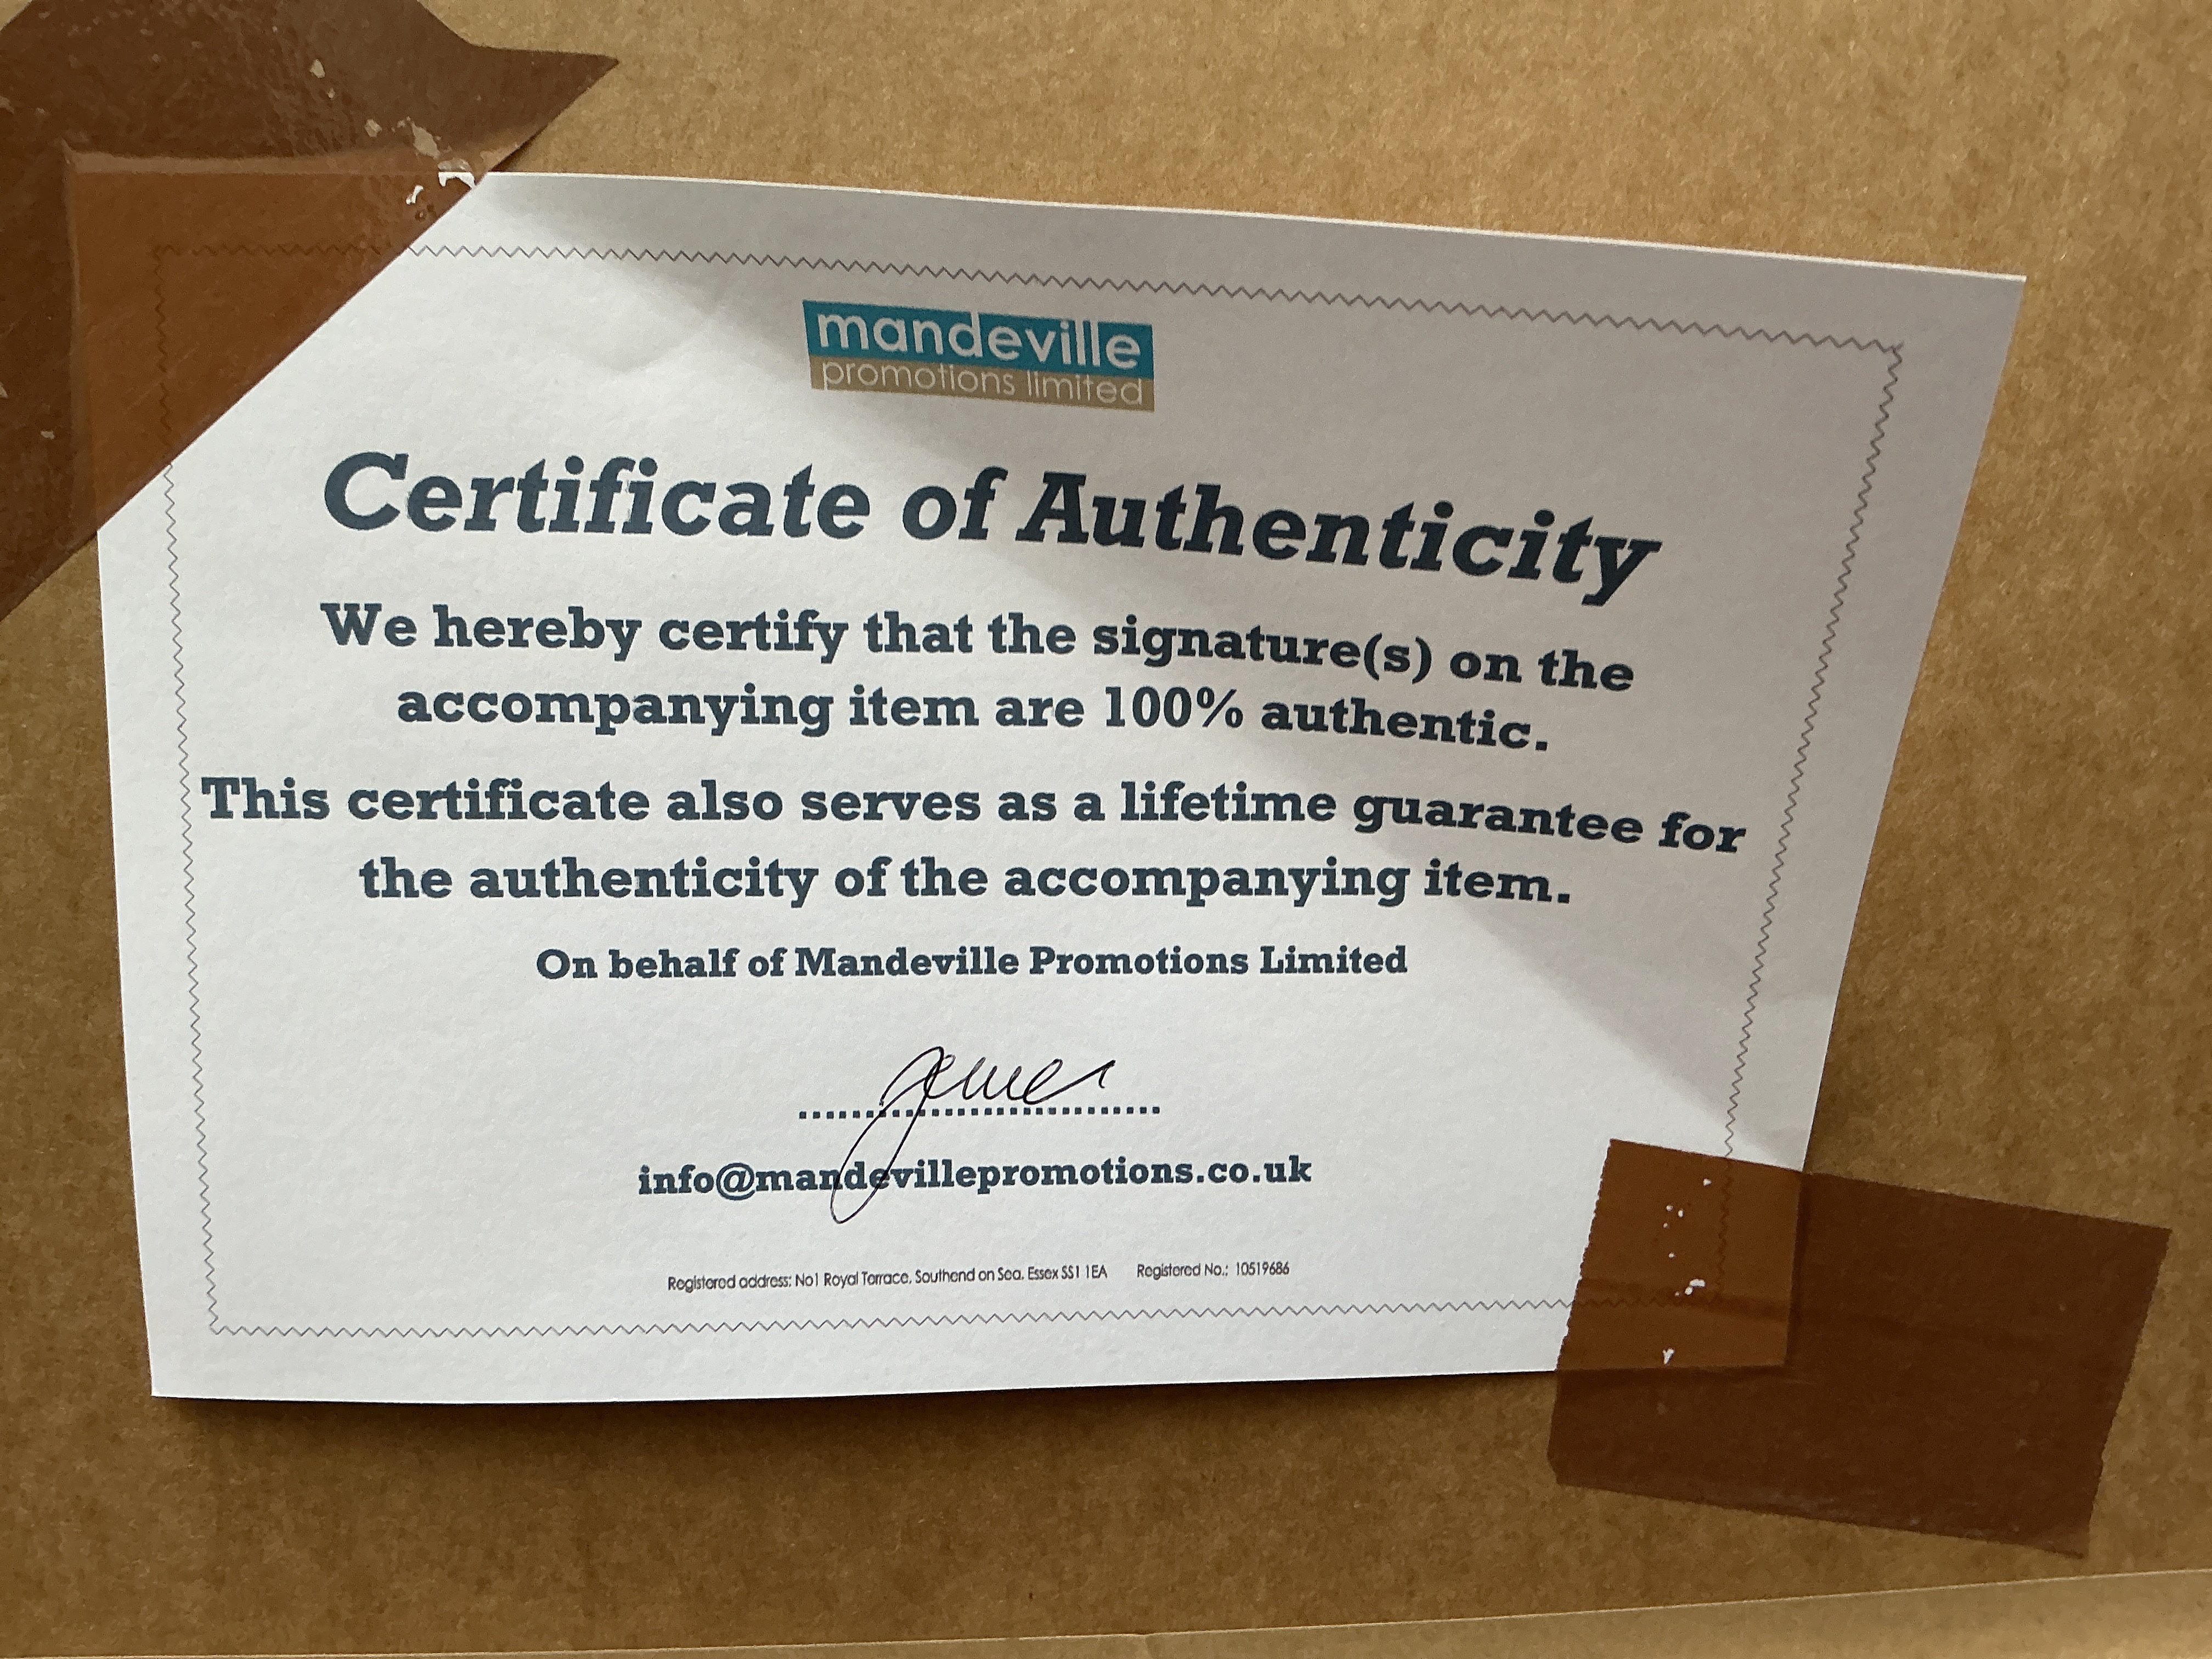 mandeville
promotions limited
Certificate of Authenticity
We hereby certify that the signature(s) on the
accompanying item are 100% authentic.
This certificate also serves as a lifetime guarantee for
the authenticity of the accompanying item.
On behalf of Mandeville Promotions Limited
info@mandevillepromotions.co.uk
Registered address: No1 Royal Terrace, Southend on Sea, Essex SS1 1EA Registered No.: 10519686